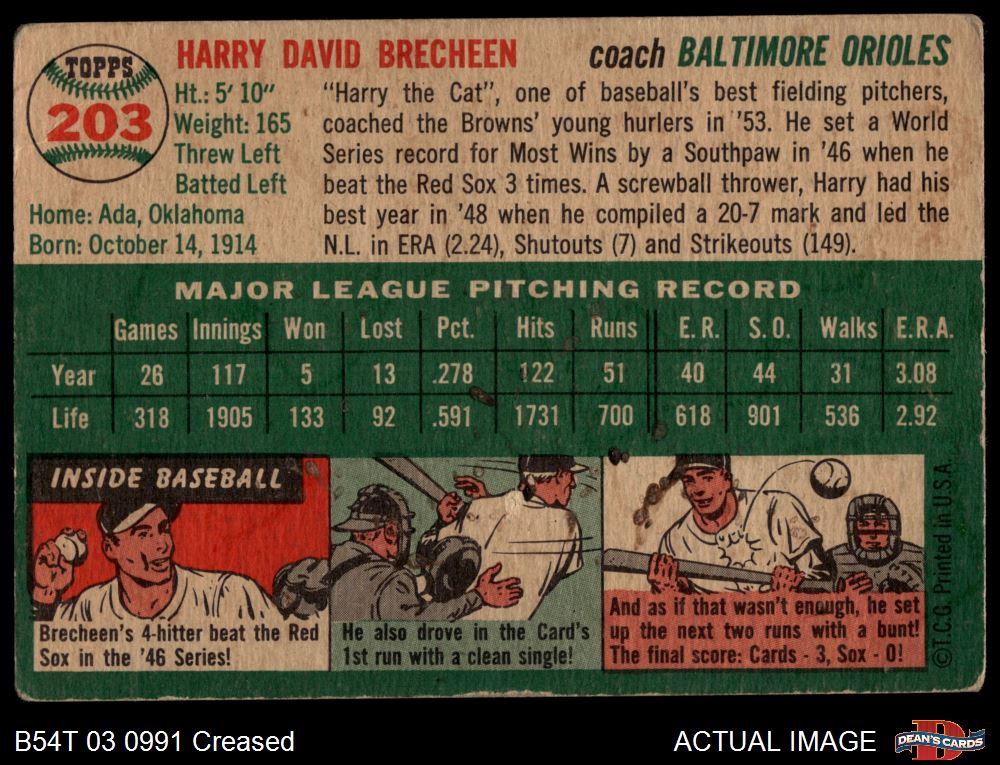 TOPPS
203
HARRY DAVID BRECHEEN
coach BALTIMORE ORIOLES
Ht.: 5' 10"
Weight: 165
Threw Left
Batted Left
Home: Ada, Oklahoma
Born: October 14, 1914
"Harry the Cat", one of baseball's best fielding pitchers,
coached the Browns' young hurlers in '53. He set a World
Series record for Most Wins by a Southpaw in '46 when he
beat the Red Sox 3 times. A screwball thrower, Harry had his
best year in '48 when he compiled a 20-7 mark and led the
N.L. in ERA (2.24), Shutouts (7) and Strikeouts (149).
MAJOR LEAGUE PITCHING RECORD
Games Innings Won Lost Pct. Hits Runs E. R. S. O. Walks E.R.A.
Year 26 117 5 13 .278 122 51 40 44 31 3.08
Life 318 1905 133 92 .591 1731 700 618 901 536 2.92
INSIDE BASEBALL
Brecheen's 4-hitter beat the Red
Sox in the '46 Series!
He also drove in the Card's
1st run with a clean single!
And as if that wasn't enough, he set
up the next two runs with a bunt!
The final score: Cards - 3, Sox - 0!
©T.C.G. Printed in U.S.A.
B54T 03 0991 Creased
ACTUAL IMAGE
DEAN'S CARDS